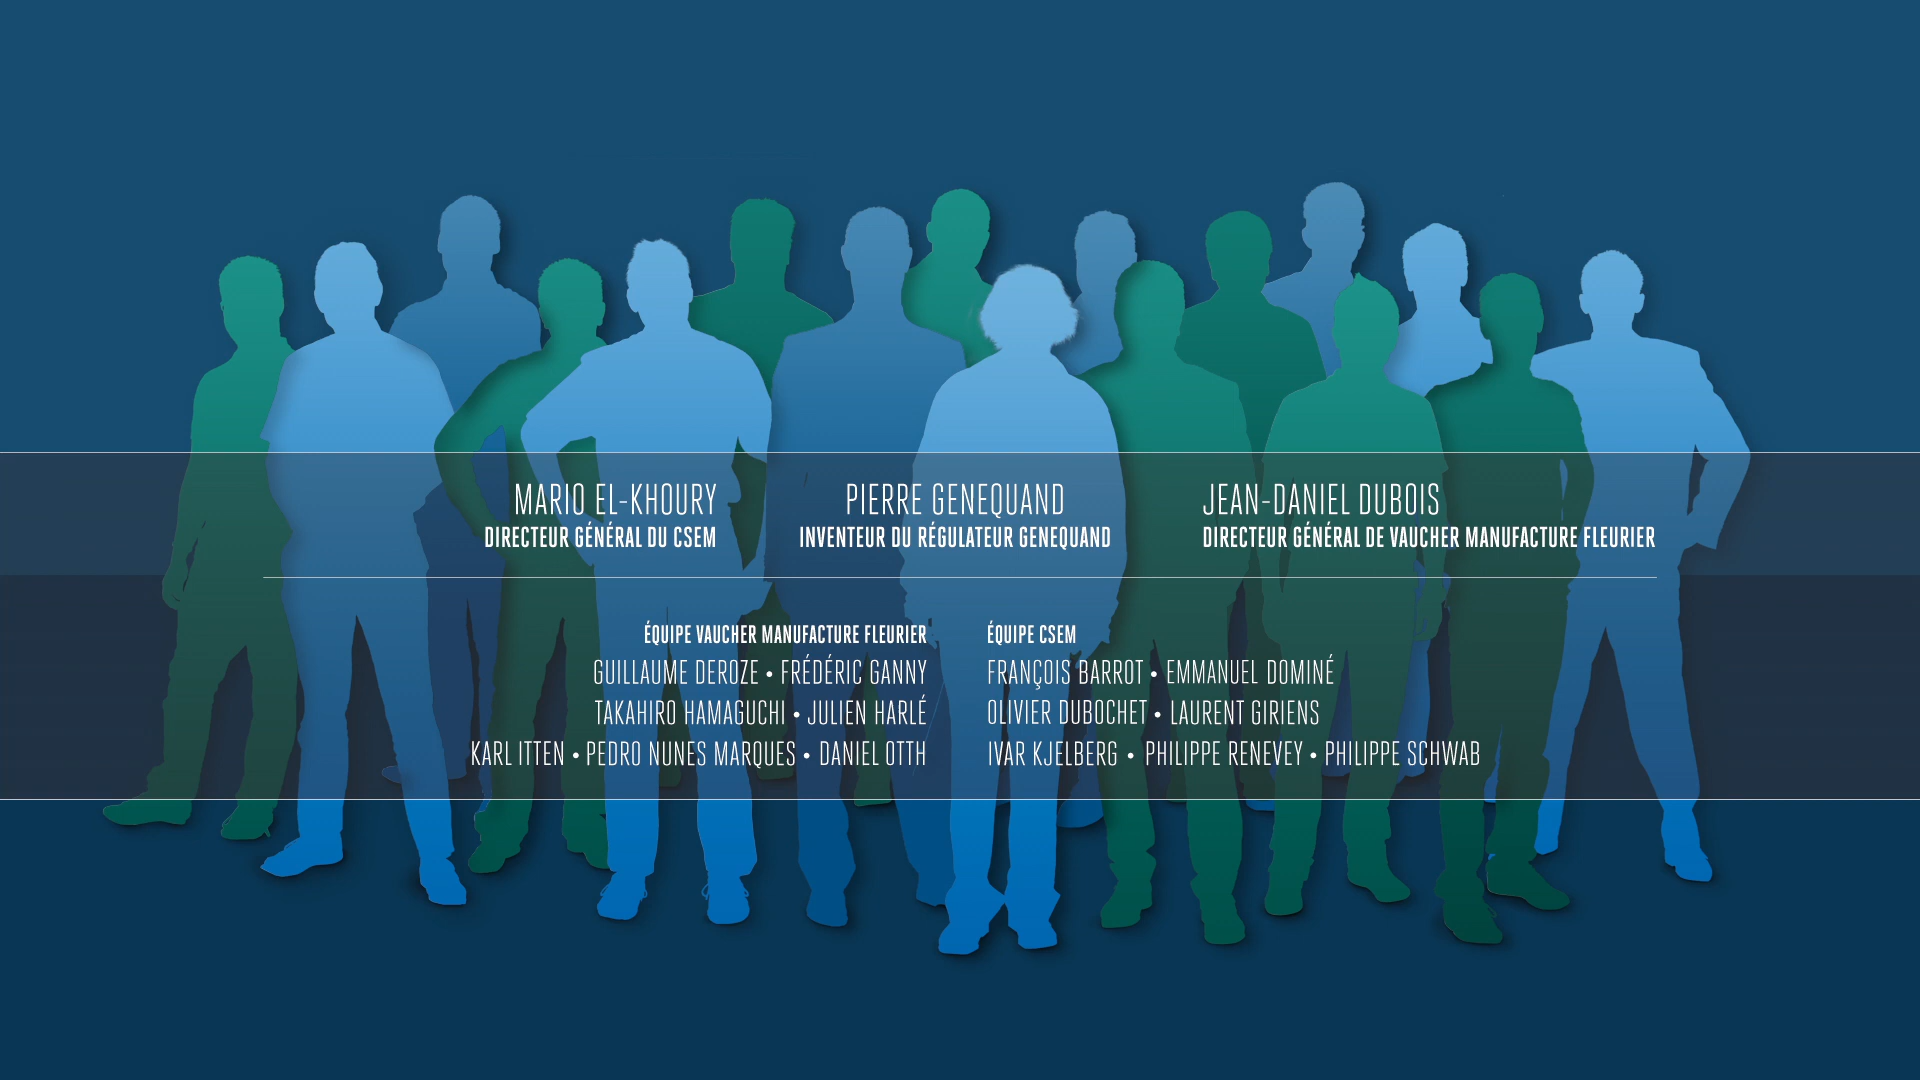 MARIO EL-KHOURY
DIRECTEUR GÉNÉRAL DU CSEM
PIERRE GENEQUAND
INVENTEUR DU RÉGULATEUR GENEQUAND
JEAN-DANIEL DUBOIS
DIRECTEUR GÉNÉRAL DE VAUCHER MANUFACTURE FLEURIER
ÉQUIPE VAUCHER MANUFACTURE FLEURIER
GUILLAUME DEROZE • FRÉDÉRIC GANNY
TAKAHIRO HAMAGUCHI • JULIEN HARLÉ
KARL ITTEN • PEDRO NUNES MARQUES • DANIEL OTTH
ÉQUIPE CSEM
FRANÇOIS BARROT • EMMANUEL DOMINÉ
OLIVIER DUBOCHET • LAURENT GIRIENS
IVAR KJELBERG • PHILIPPE RENEVEY • PHILIPPE SCHWAB